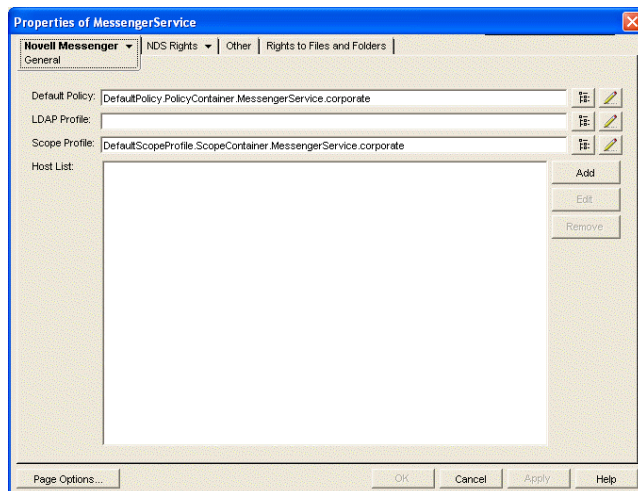 Properties of MessengerService
Novell Messenger NDS Rights Other Rights to Files and Folders
General
Default Policy: DefaultPolicy.PolicyContainer.MessengerService.corporate
LDAP Profile:
Scope Profile: DefaultScopeProfile.ScopeContainer.MessengerService.corporate
Host List:
Add
Edit
Remove
Page Options... OK Cancel Apply Help